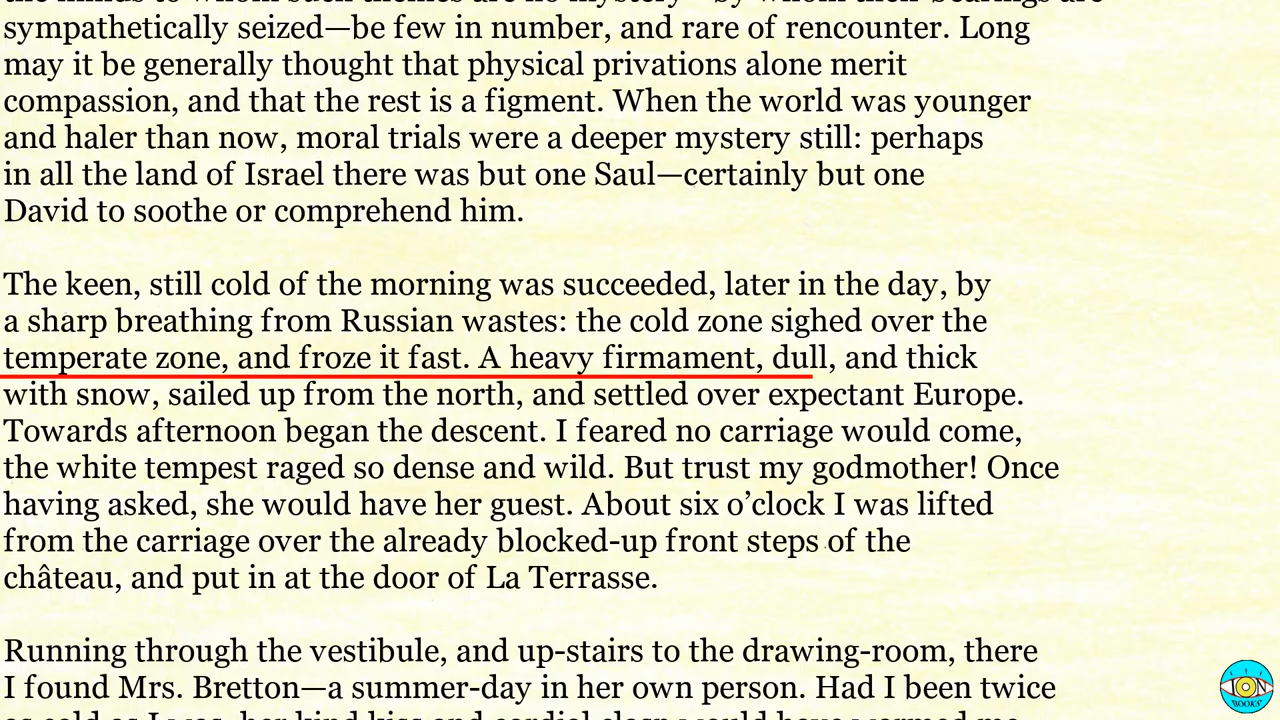 sympathetically seized—be few in number, and rare of rencounter. Long
may it be generally thought that physical privations alone merit
compassion, and that the rest is a figment. When the world was younger
and haler than now, moral trials were a deeper mystery still: perhaps
in all the land of Israel there was but one Saul—certainly but one
David to soothe or comprehend him.
The keen, still cold of the morning was succeeded, later in the day, by
a sharp breathing from Russian wastes: the cold zone sighed over the
temperate zone, and froze it fast. A heavy firmament, dull, and thick
with snow, sailed up from the north, and settled over expectant Europe.
Towards afternoon began the descent. I feared no carriage would come,
the white tempest raged so dense and wild. But trust my godmother! Once
having asked, she would have her guest. About six o’clock I was lifted
from the carriage over the already blocked-up front steps of the
château, and put in at the door of La Terrasse.
Running through the vestibule, and up-stairs to the drawing-room, there
I found Mrs. Bretton—a summer-day in her own person. Had I been twice
ION
BOOKS